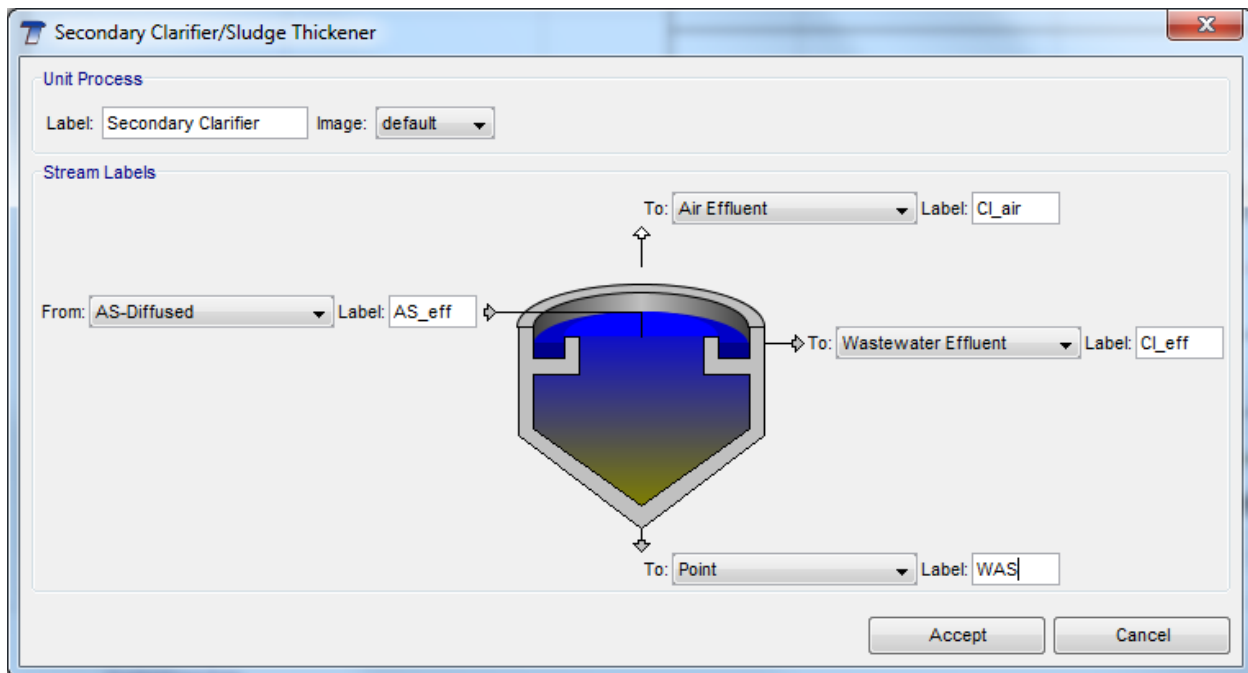 Secondary Clarifier/Sludge Thickener
Unit Process
Label: Secondary Clarifier Image: default
Stream Labels
To: Air Effluent Label: Cl_air
From: AS-Diffused Label: AS_eff
To: Wastewater Effluent Label: Cl_eff
To: Point Label: WAS
Accept Cancel